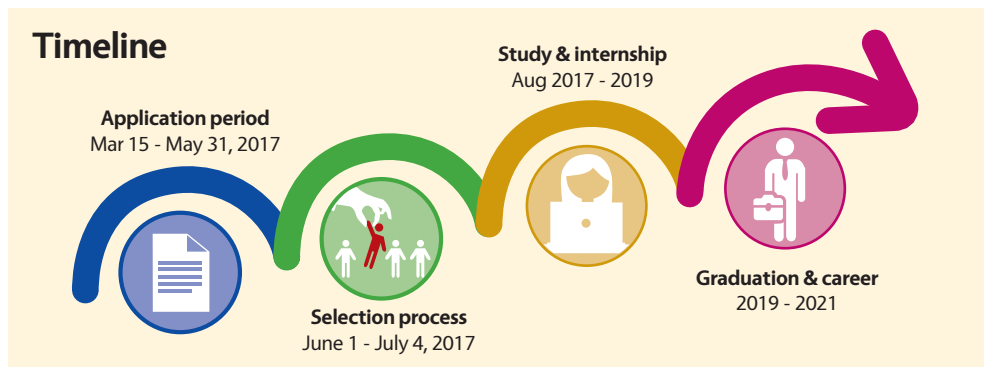 Timeline
Application period
Mar 15 - May 31, 2017
Selection process
June 1 - July 4, 2017
Study & internship
Aug 2017 - 2019
Graduation & career
2019 - 2021